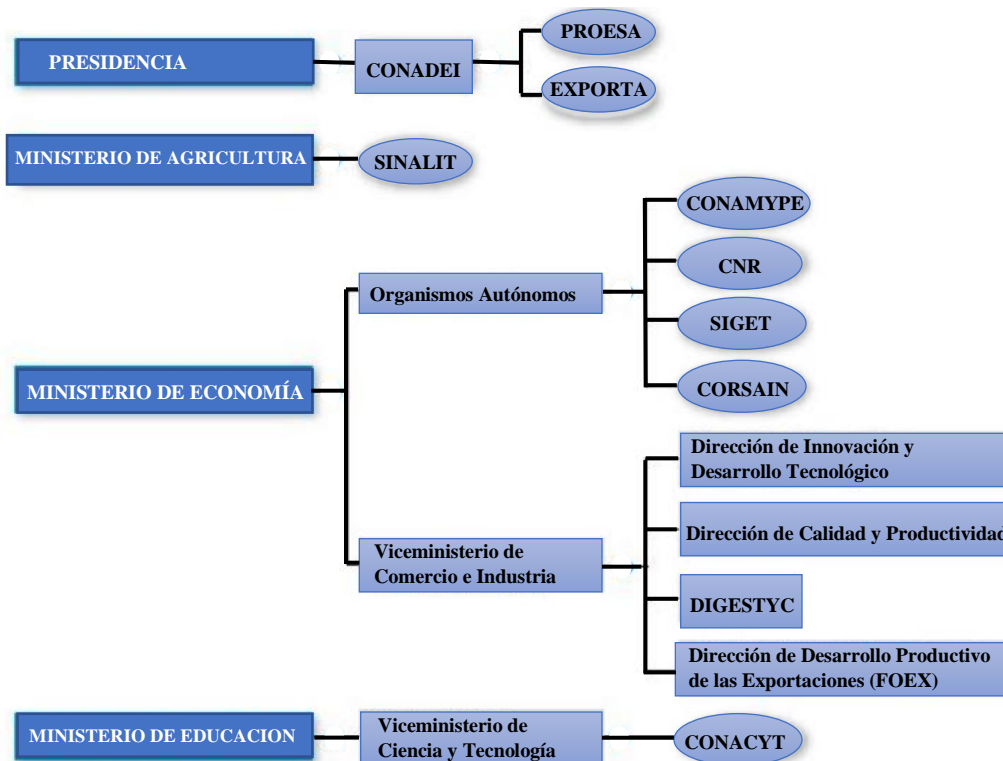 PRESIDENCIA
CONADEI
PROESA
EXPORTA
MINISTERIO DE AGRICULTURA
SINALIT
MINISTERIO DE ECONOMÍA
Organismos Autónomos
CONAMYPE
CNR
SIGET
CORSAIN
Viceministerio de
Comercio e Industria
Dirección de Innovación y
Desarrollo Tecnológico
Dirección de Calidad y Productividad
DIGESTYC
Dirección de Desarrollo Productivo
de las Exportaciones (FOEX)
MINISTERIO DE EDUCACION
Viceministerio de
Ciencia y Tecnología
CONACYT